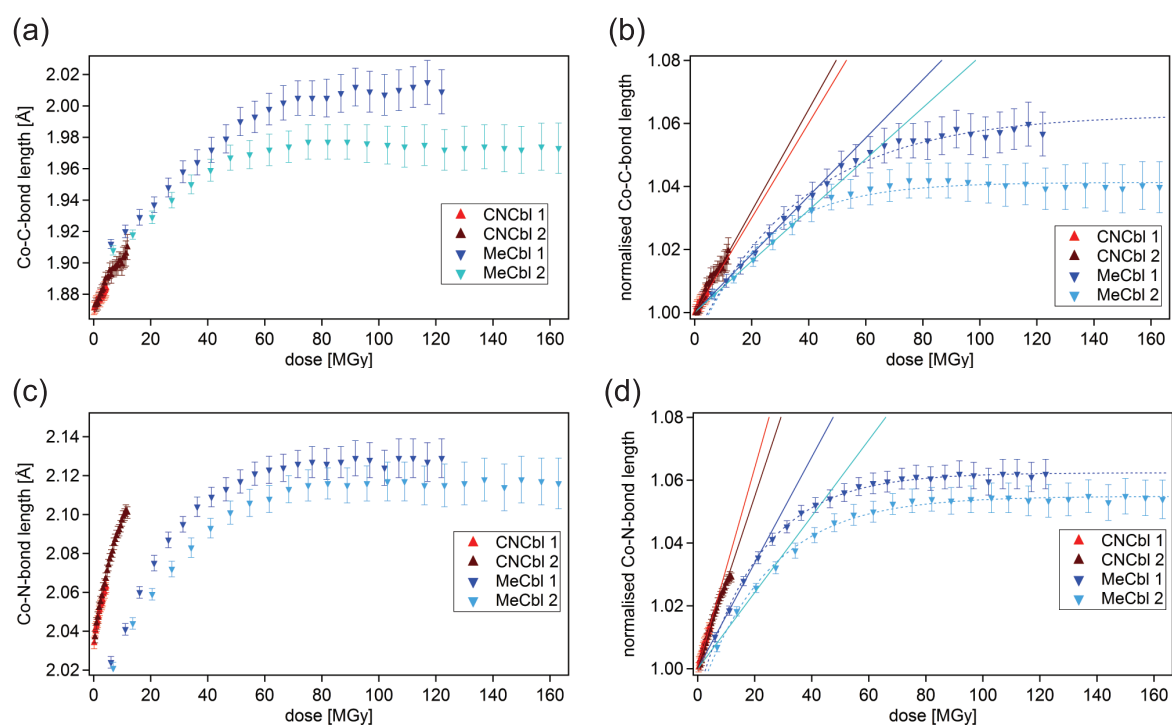 (a)
Co-C-bond length [Å]
2.02
2.00
1.98
1.96
1.94
1.92
1.90
1.88
0 20 40 60 80 100 120 140 160
dose [MGy]
CNCbl 1
CNCbl 2
MeCbl 1
MeCbl 2
(b)
normalised Co-C-bond length
1.08
1.06
1.04
1.02
1.00
0 20 40 60 80 100 120 140 160
dose [MGy]
CNCbl 1
CNCbl 2
MeCbl 1
MeCbl 2
(c)
Co-N-bond length [Å]
2.14
2.12
2.10
2.08
2.06
2.04
2.02
0 20 40 60 80 100 120 140 160
dose [MGy]
CNCbl 1
CNCbl 2
MeCbl 1
MeCbl 2
(d)
normalised Co-N-bond length
1.08
1.06
1.04
1.02
1.00
0 20 40 60 80 100 120 140 160
dose [MGy]
CNCbl 1
CNCbl 2
MeCbl 1
MeCbl 2